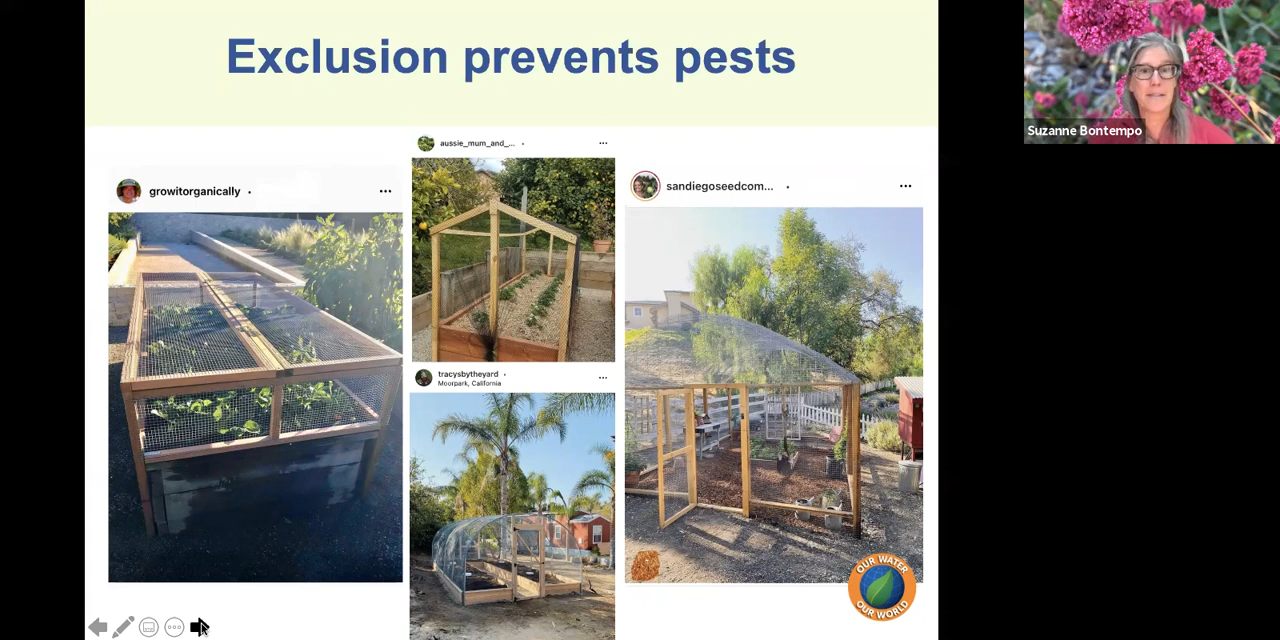 Exclusion prevents pests
Suzanne Bontempo
growitorganically •
aussie_mum_and_... •
tracysbytheyard •
Moorpark, California
sandiegoseedcom... •
OUR WATER
OUR WORLD